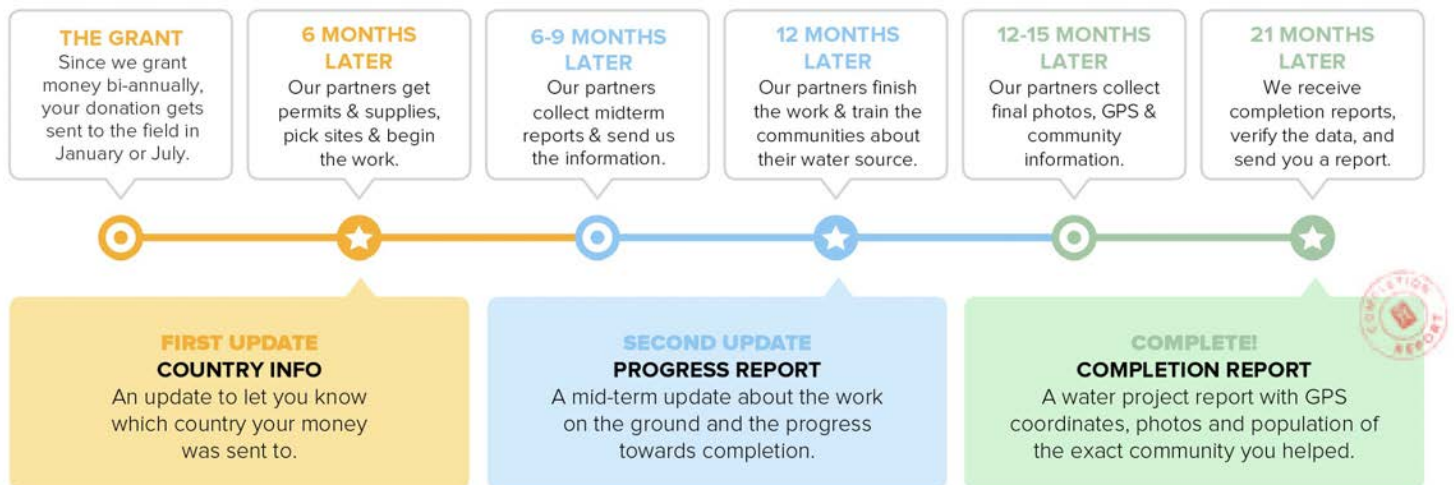 THE GRANT
Since we grant
money bi-annually,
your donation gets
sent to the field in
January or July.
6 MONTHS
LATER
Our partners get
permits & supplies,
pick sites & begin
the work.
6-9 MONTHS
LATER
Our partners
collect midterm
reports & send us
the information.
12 MONTHS
LATER
Our partners finish
the work & train the
communities about
their water source.
12-15 MONTHS
LATER
Our partners collect
final photos, GPS &
community
information.
21 MONTHS
LATER
We receive
completion reports,
verify the data, and
send you a report.
FIRST UPDATE
COUNTRY INFO
An update to let you know
which country your money
was sent to.
SECOND UPDATE
PROGRESS REPORT
A mid-term update about the work
on the ground and the progress
towards completion.
COMPLETE!
COMPLETION REPORT
A water project report with GPS
coordinates, photos and population of
the exact community you helped.
COMPLETION
REPORT